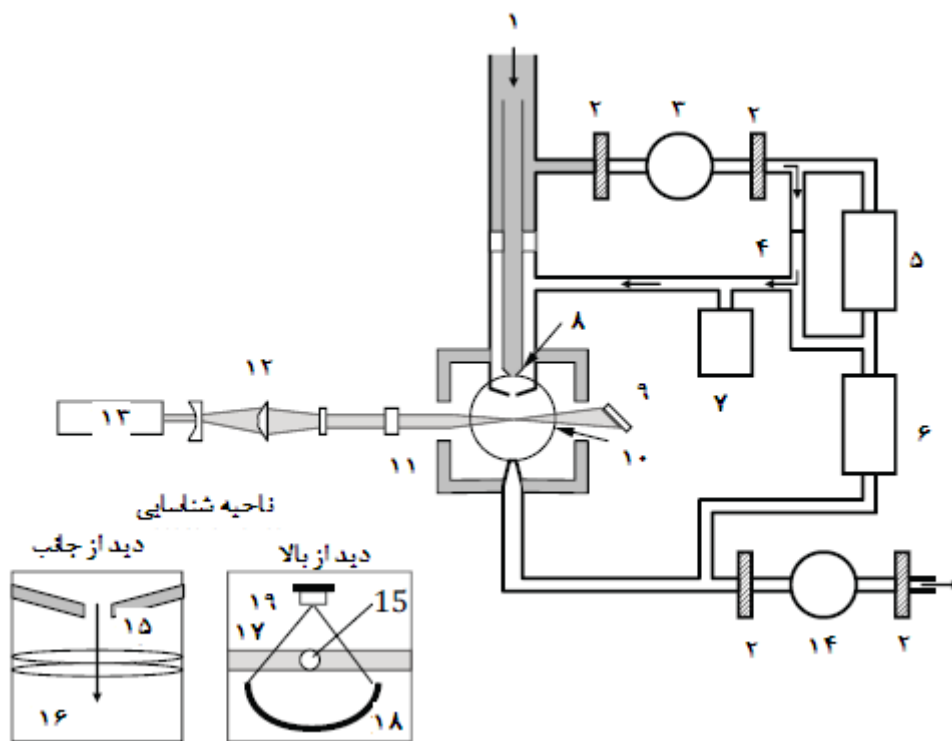 ۱
۲ ۳ ۲
۴ ۵
۸
۱۲ ۹ ۷
۱۳ ۶
۱۱ ۱۰
ناحیه شناسایی
دید از جانب دید از بالا
۱۹ 15
۱۵ ۱۷
۱۶ ۱۸
۲ ۱۴ ۲